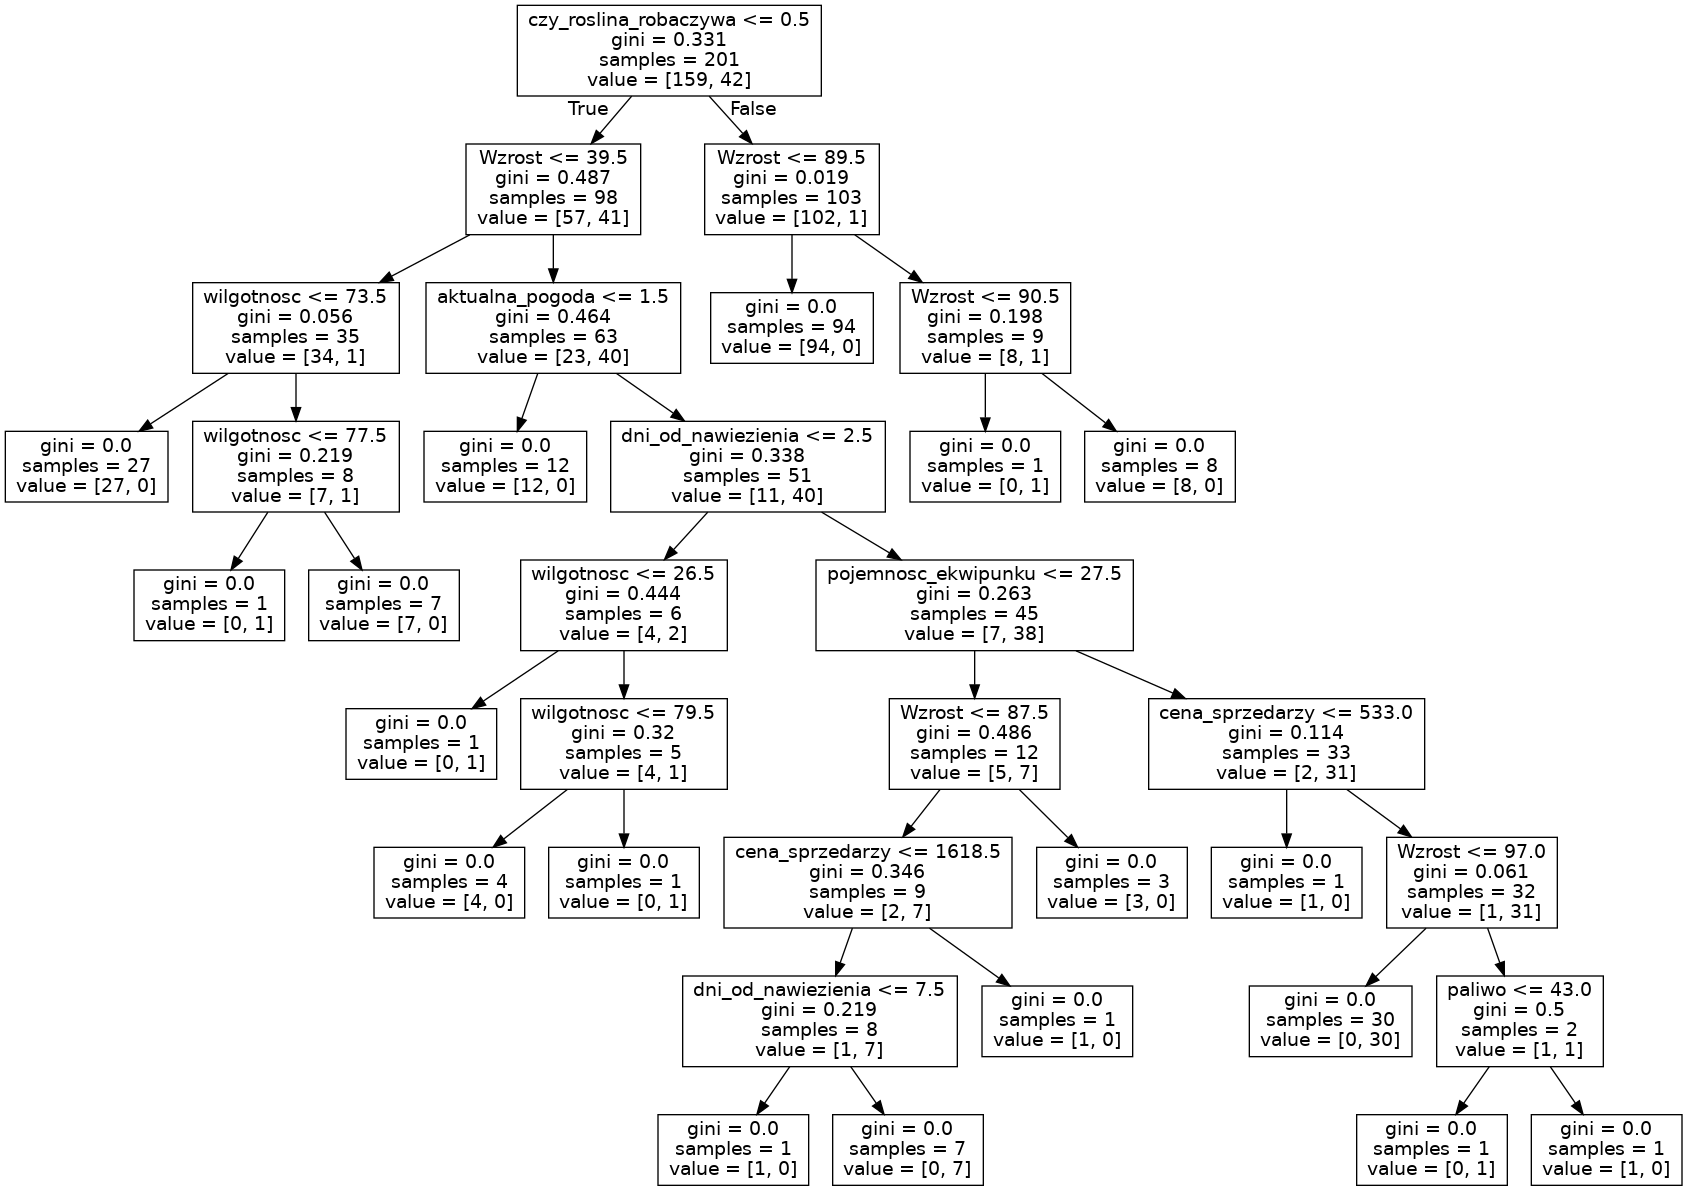 czy_roslina_robaczywa <= 0.5
gini = 0.331
samples = 201
value = [159, 42]
True
False
Wzrost <= 39.5
gini = 0.487
samples = 98
value = [57, 41]
Wzrost <= 89.5
gini = 0.019
samples = 103
value = [102, 1]
wilgotnosc <= 73.5
gini = 0.056
samples = 35
value = [34, 1]
aktualna_pogoda <= 1.5
gini = 0.464
samples = 63
value = [23, 40]
gini = 0.0
samples = 94
value = [94, 0]
Wzrost <= 90.5
gini = 0.198
samples = 9
value = [8, 1]
gini = 0.0
samples = 27
value = [27, 0]
wilgotnosc <= 77.5
gini = 0.219
samples = 8
value = [7, 1]
gini = 0.0
samples = 12
value = [12, 0]
dni_od_nawiezienia <= 2.5
gini = 0.338
samples = 51
value = [11, 40]
gini = 0.0
samples = 1
value = [0, 1]
gini = 0.0
samples = 8
value = [8, 0]
gini = 0.0
samples = 1
value = [0, 1]
gini = 0.0
samples = 7
value = [7, 0]
wilgotnosc <= 26.5
gini = 0.444
samples = 6
value = [4, 2]
pojemnosc_ekwipunku <= 27.5
gini = 0.263
samples = 45
value = [7, 38]
gini = 0.0
samples = 1
value = [0, 1]
wilgotnosc <= 79.5
gini = 0.32
samples = 5
value = [4, 1]
Wzrost <= 87.5
gini = 0.486
samples = 12
value = [5, 7]
cena_sprzedarzy <= 533.0
gini = 0.114
samples = 33
value = [2, 31]
gini = 0.0
samples = 4
value = [4, 0]
gini = 0.0
samples = 1
value = [0, 1]
cena_sprzedarzy <= 1618.5
gini = 0.346
samples = 9
value = [2, 7]
gini = 0.0
samples = 3
value = [3, 0]
gini = 0.0
samples = 1
value = [1, 0]
Wzrost <= 97.0
gini = 0.061
samples = 32
value = [1, 31]
dni_od_nawiezienia <= 7.5
gini = 0.219
samples = 8
value = [1, 7]
gini = 0.0
samples = 1
value = [1, 0]
gini = 0.0
samples = 30
value = [0, 30]
paliwo <= 43.0
gini = 0.5
samples = 2
value = [1, 1]
gini = 0.0
samples = 1
value = [1, 0]
gini = 0.0
samples = 7
value = [0, 7]
gini = 0.0
samples = 1
value = [0, 1]
gini = 0.0
samples = 1
value = [1, 0]